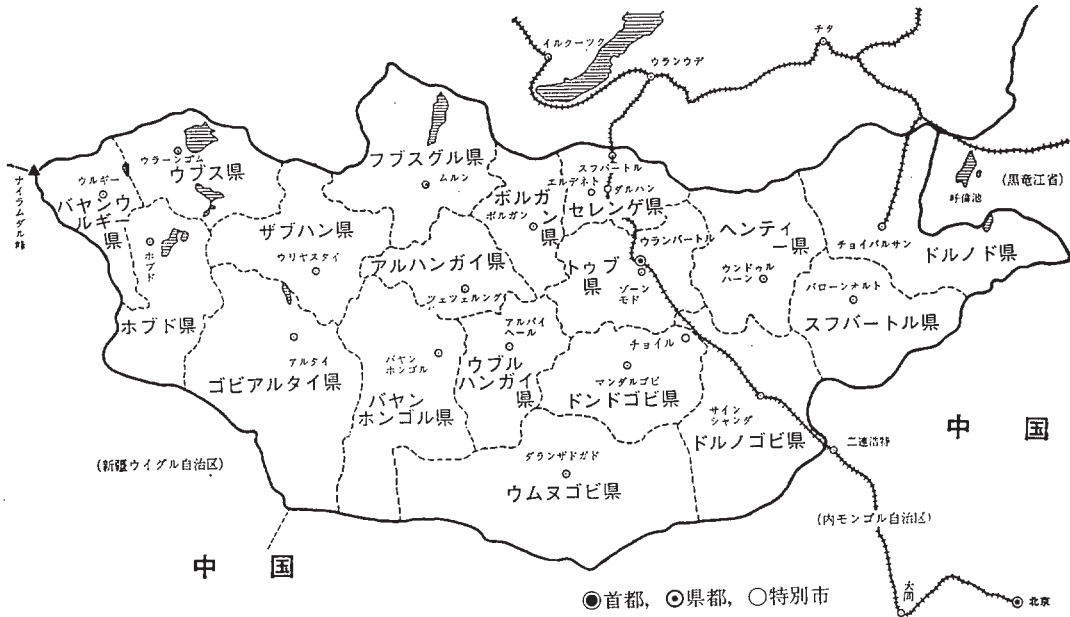 イルクーツク
チタ
ウランウデ
ナイラムダル峰
ウラーンゴム
ウブス県
ウルギー
バヤンウ
ルギー県
ホブド
ホブド県
フブスグル県
ムルン
ザブハン県
ウリヤスタイ
ボルガン県
ボルガン
スフバートル
エルデネト
ダルハン
セレンゲ県
アルハンガイ県
ツェツェルング
トゥブ県
ウランバートル
ゾーン
モド
ヘンティー県
ウンドゥル
ハーン
チョイバルサン
ドルノド県
呼倫池
(黒竜江省)
バローンナルト
スフバートル県
アルタイ
ゴビアルタイ県
バヤン
ホンゴル
バヤン
ホンゴル県
アルバイ
ヘール
ウブル
ハンガイ県
チョイル
マンダルゴビ
ドンドゴビ県
サイン
シャンダ
ドルノゴビ県
ダランザドガド
ウムヌゴビ県
二連浩特
中国
(新疆ウイグル自治区)
(内モンゴル自治区)
中国
大同
北京
◉首都, ⊙県都, ○特別市